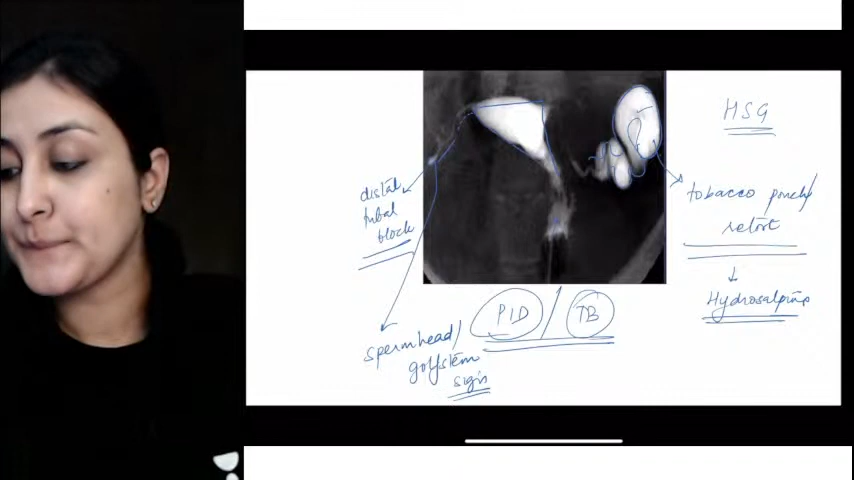 HSG
distal
tubal
block
tobacco pouch/
retort
↓
Hydrosalpinx
PID / TB
spermhead/
golfstem
sign